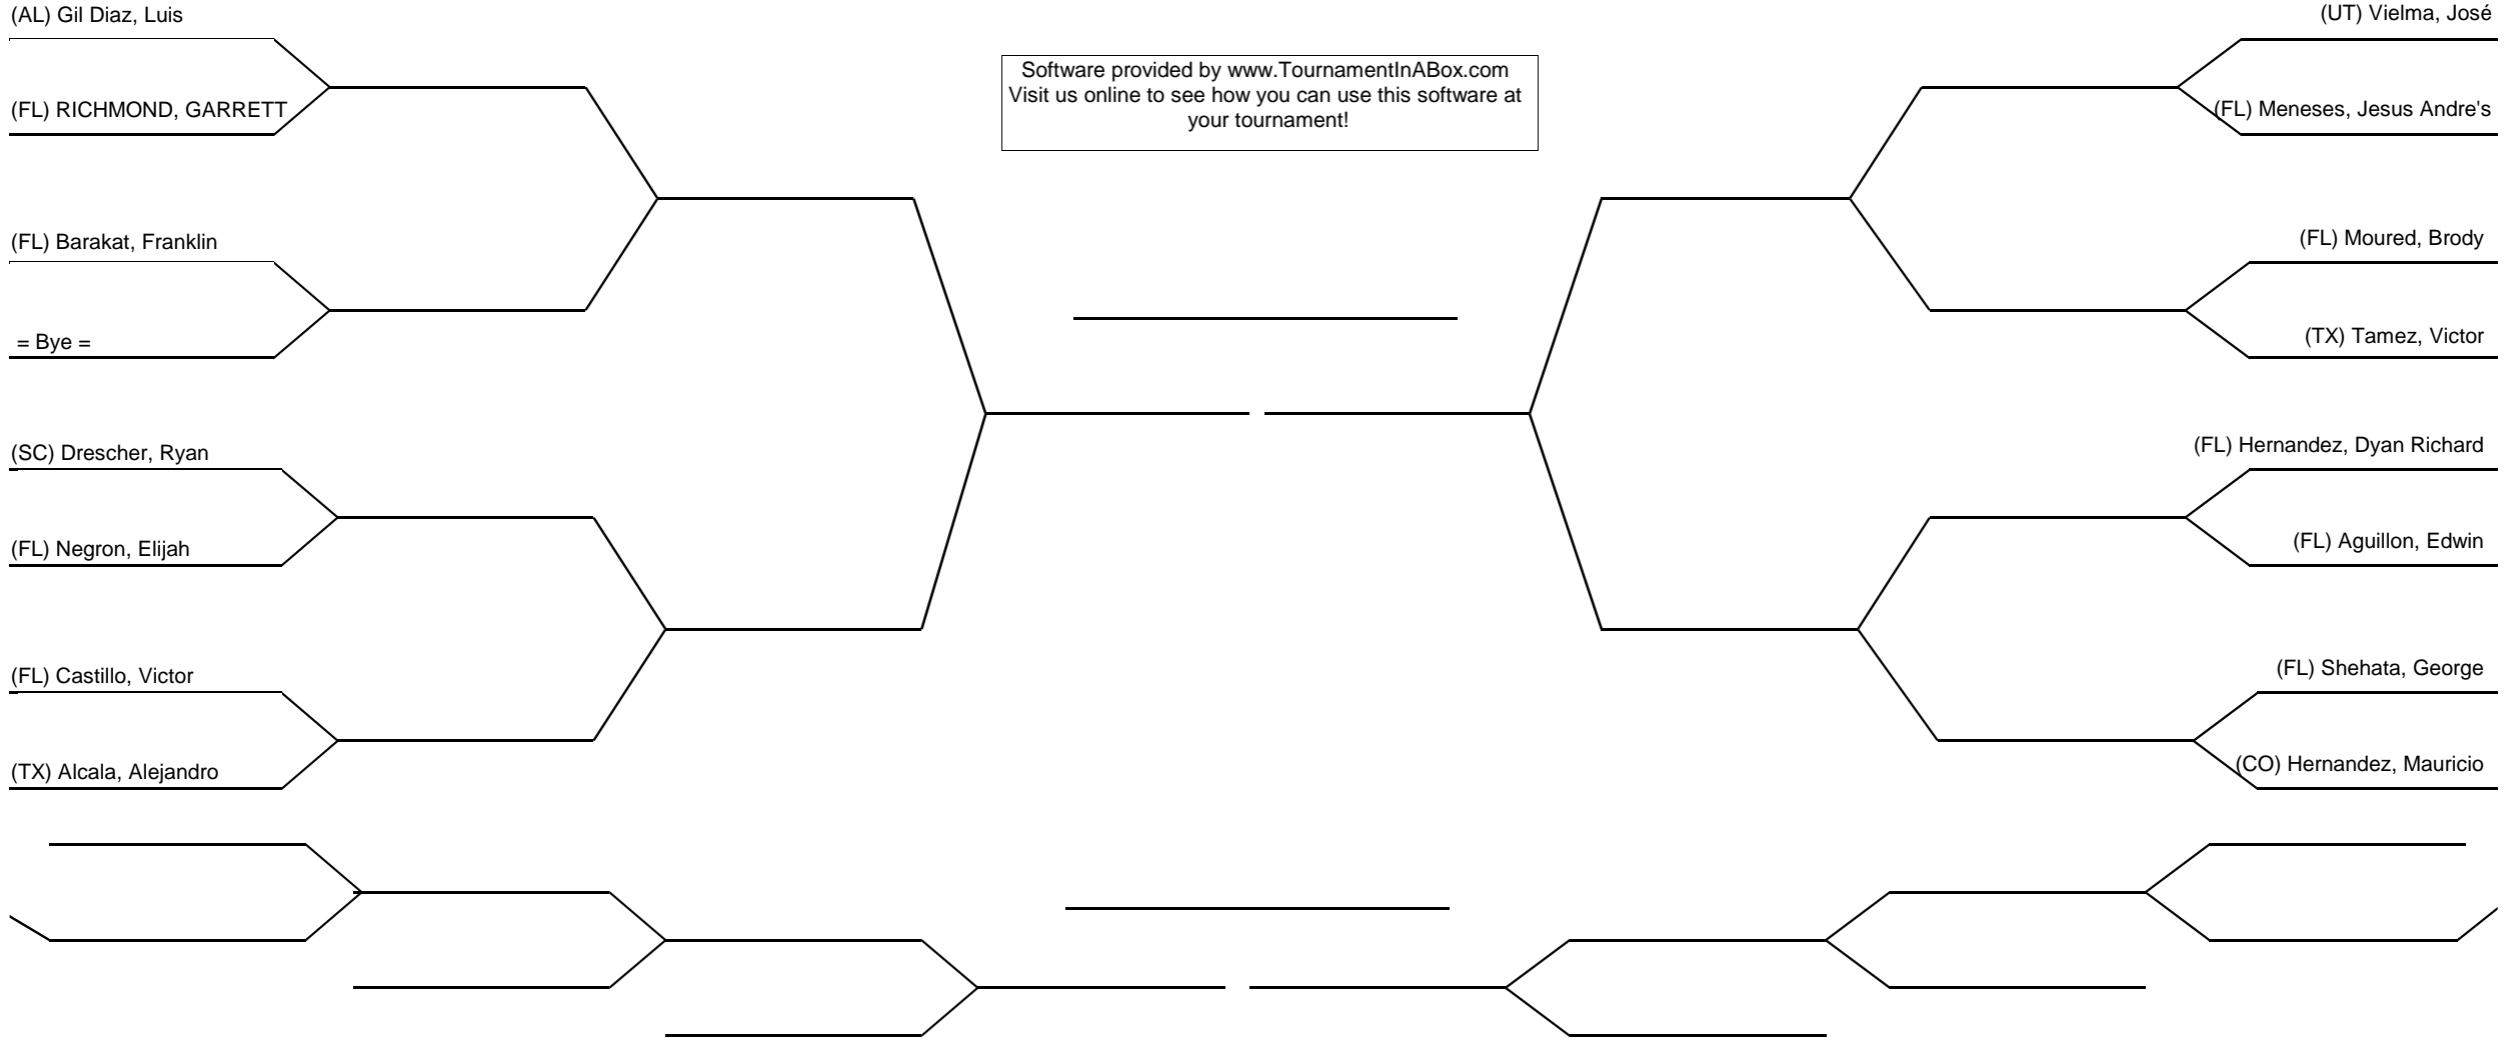 (AL) Gil Diaz, Luis
(FL) RICHMOND, GARRETT
(FL) Barakat, Franklin
= Bye =
(SC) Drescher, Ryan
(FL) Negron, Elijah
(FL) Castillo, Victor
(TX) Alcala, Alejandro
Software provided by www.TournamentInABox.com
Visit us online to see how you can use this software at
your tournament!
(UT) Vielma, José
(FL) Meneses, Jesus Andre's
(FL) Moured, Brody
(TX) Tamez, Victor
(FL) Hernandez, Dyan Richard
(FL) Aguillon, Edwin
(FL) Shehata, George
(CO) Hernandez, Mauricio